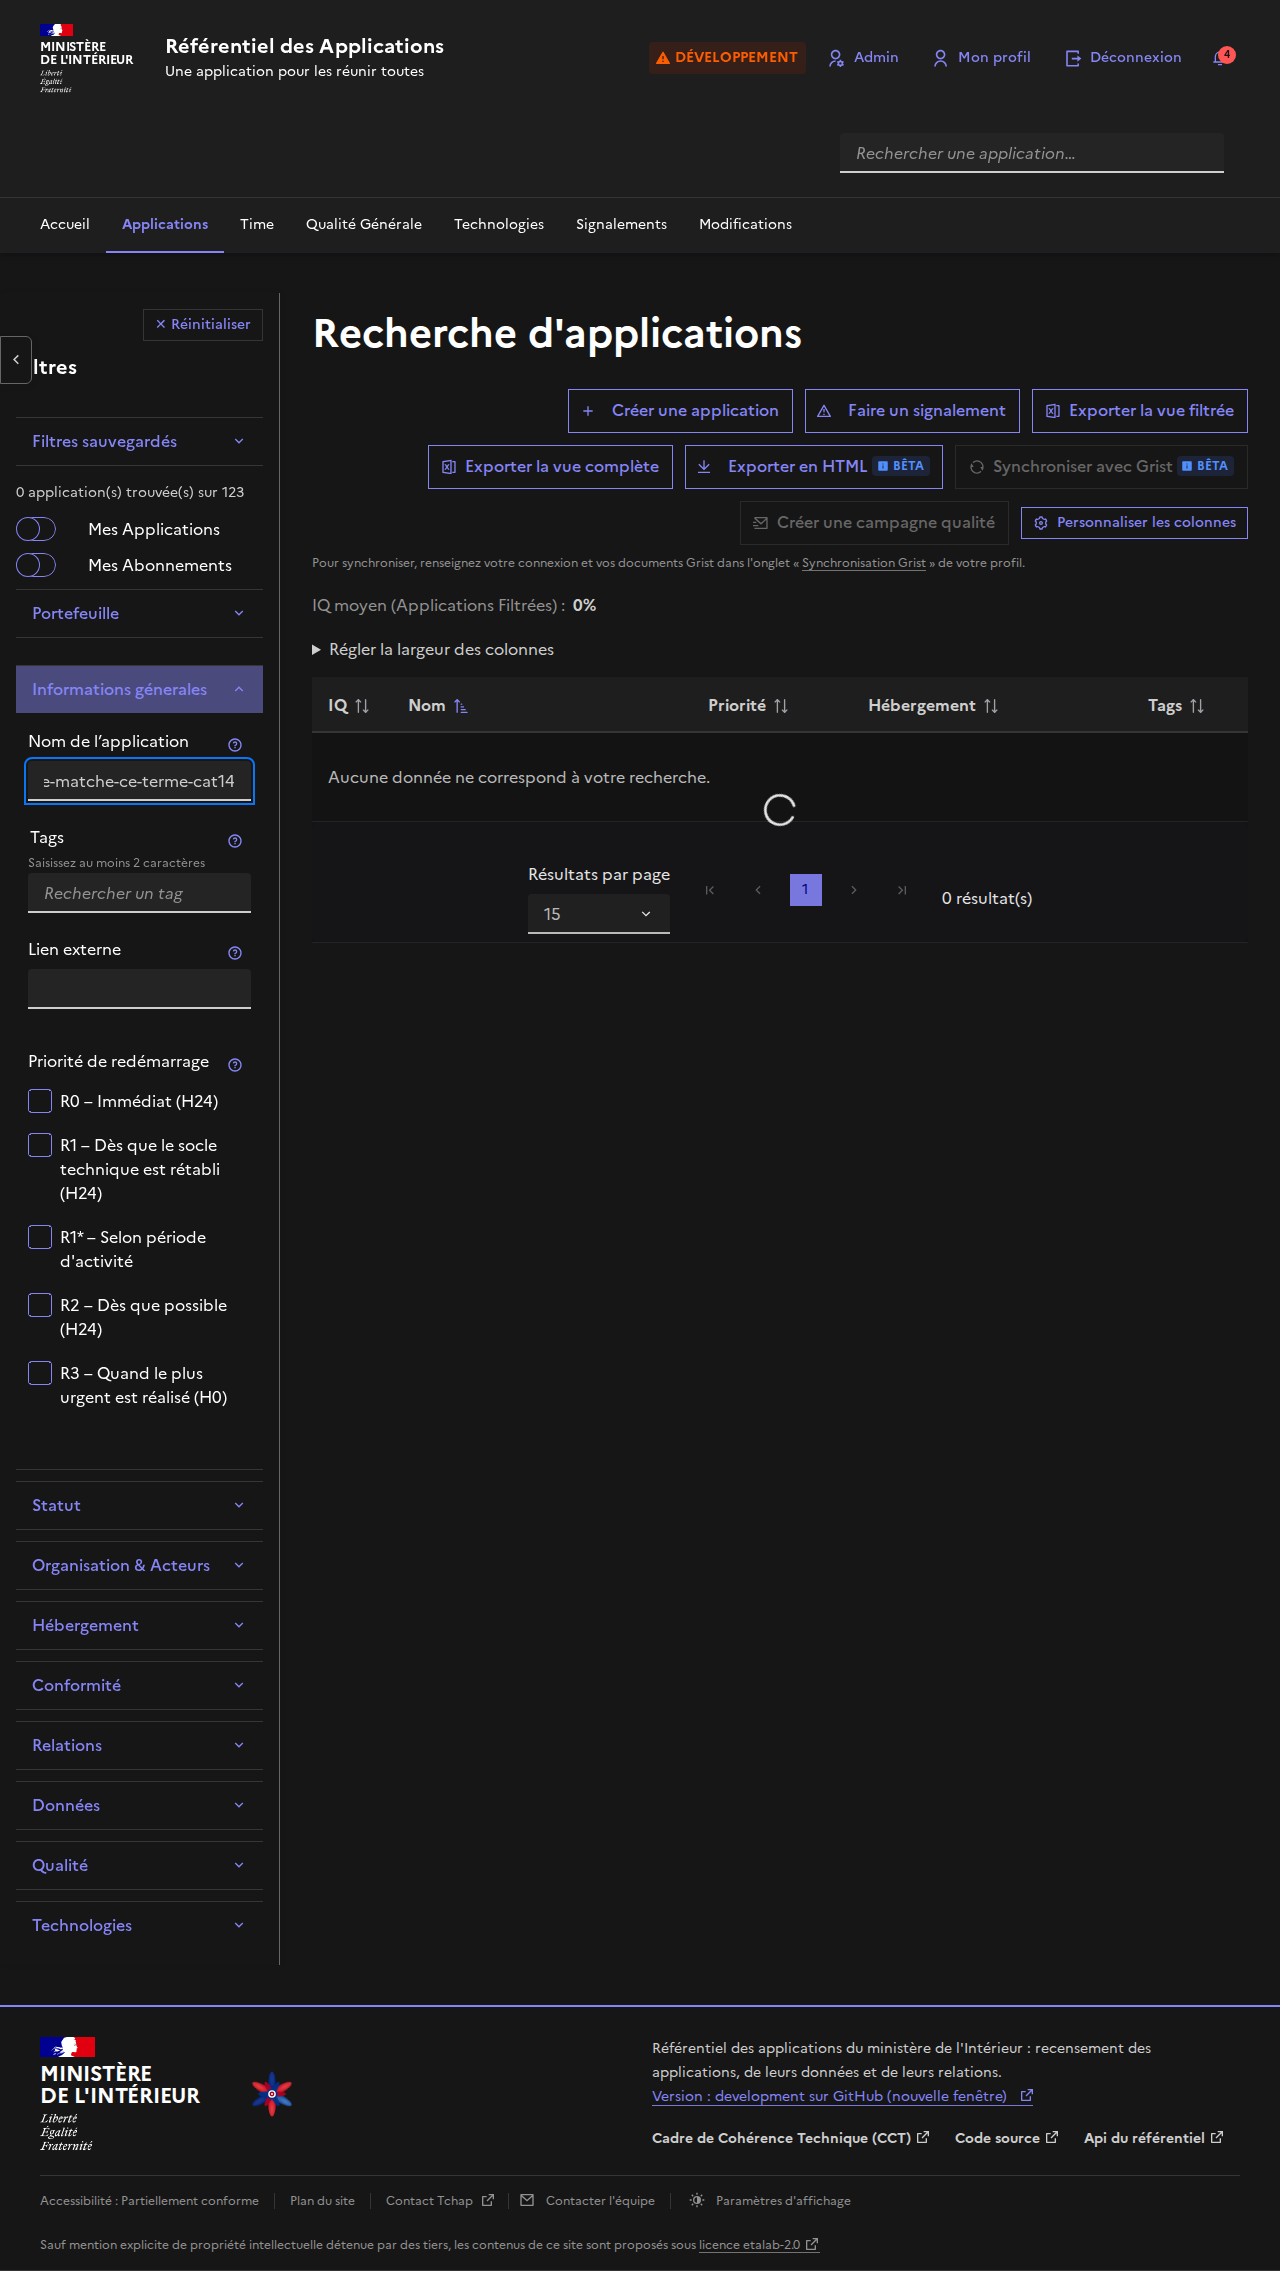 MINISTÈRE
DE L'INTÉRIEUR
Liberté
Égalité
Fraternité
Référentiel des Applications
Une application pour les réunir toutes
DÉVELOPPEMENT
Admin
Mon profil
Déconnexion
4
Rechercher une application...
Accueil
Applications
Time
Qualité Générale
Technologies
Signalements
Modifications
Réinitialiser
ltres
Filtres sauvegardés
0 application(s) trouvée(s) sur 123
Mes Applications
Mes Abonnements
Portefeuille
Informations génerales
Nom de l’application
e-matche-ce-terme-cat14
Tags
Saisissez au moins 2 caractères
Rechercher un tag
Lien externe
Priorité de redémarrage
R0 – Immédiat (H24)
R1 – Dès que le socle
technique est rétabli
(H24)
R1* – Selon période
d'activité
R2 – Dès que possible
(H24)
R3 – Quand le plus
urgent est réalisé (H0)
Statut
Organisation & Acteurs
Hébergement
Conformité
Relations
Données
Qualité
Technologies
Recherche d'applications
Créer une application
Faire un signalement
Exporter la vue filtrée
Exporter la vue complète
Exporter en HTML BÊTA
Synchroniser avec Grist BÊTA
Créer une campagne qualité
Personnaliser les colonnes
Pour synchroniser, renseignez votre connexion et vos documents Grist dans l'onglet « Synchronisation Grist » de votre profil.
IQ moyen (Applications Filtrées) : 0%
Régler la largeur des colonnes
IQ
Nom
Priorité
Hébergement
Tags
Aucune donnée ne correspond à votre recherche.
Résultats par page
15
1
0 résultat(s)
MINISTÈRE
DE L'INTÉRIEUR
Liberté
Égalité
Fraternité
Référentiel des applications du ministère de l'Intérieur : recensement des
applications, de leurs données et de leurs relations.
Version : development sur GitHub (nouvelle fenêtre)
Cadre de Cohérence Technique (CCT)
Code source
Api du référentiel
Accessibilité : Partiellement conforme
Plan du site
Contact Tchap
Contacter l'équipe
Paramètres d'affichage
Sauf mention explicite de propriété intellectuelle détenue par des tiers, les contenus de ce site sont proposés sous licence etalab-2.0